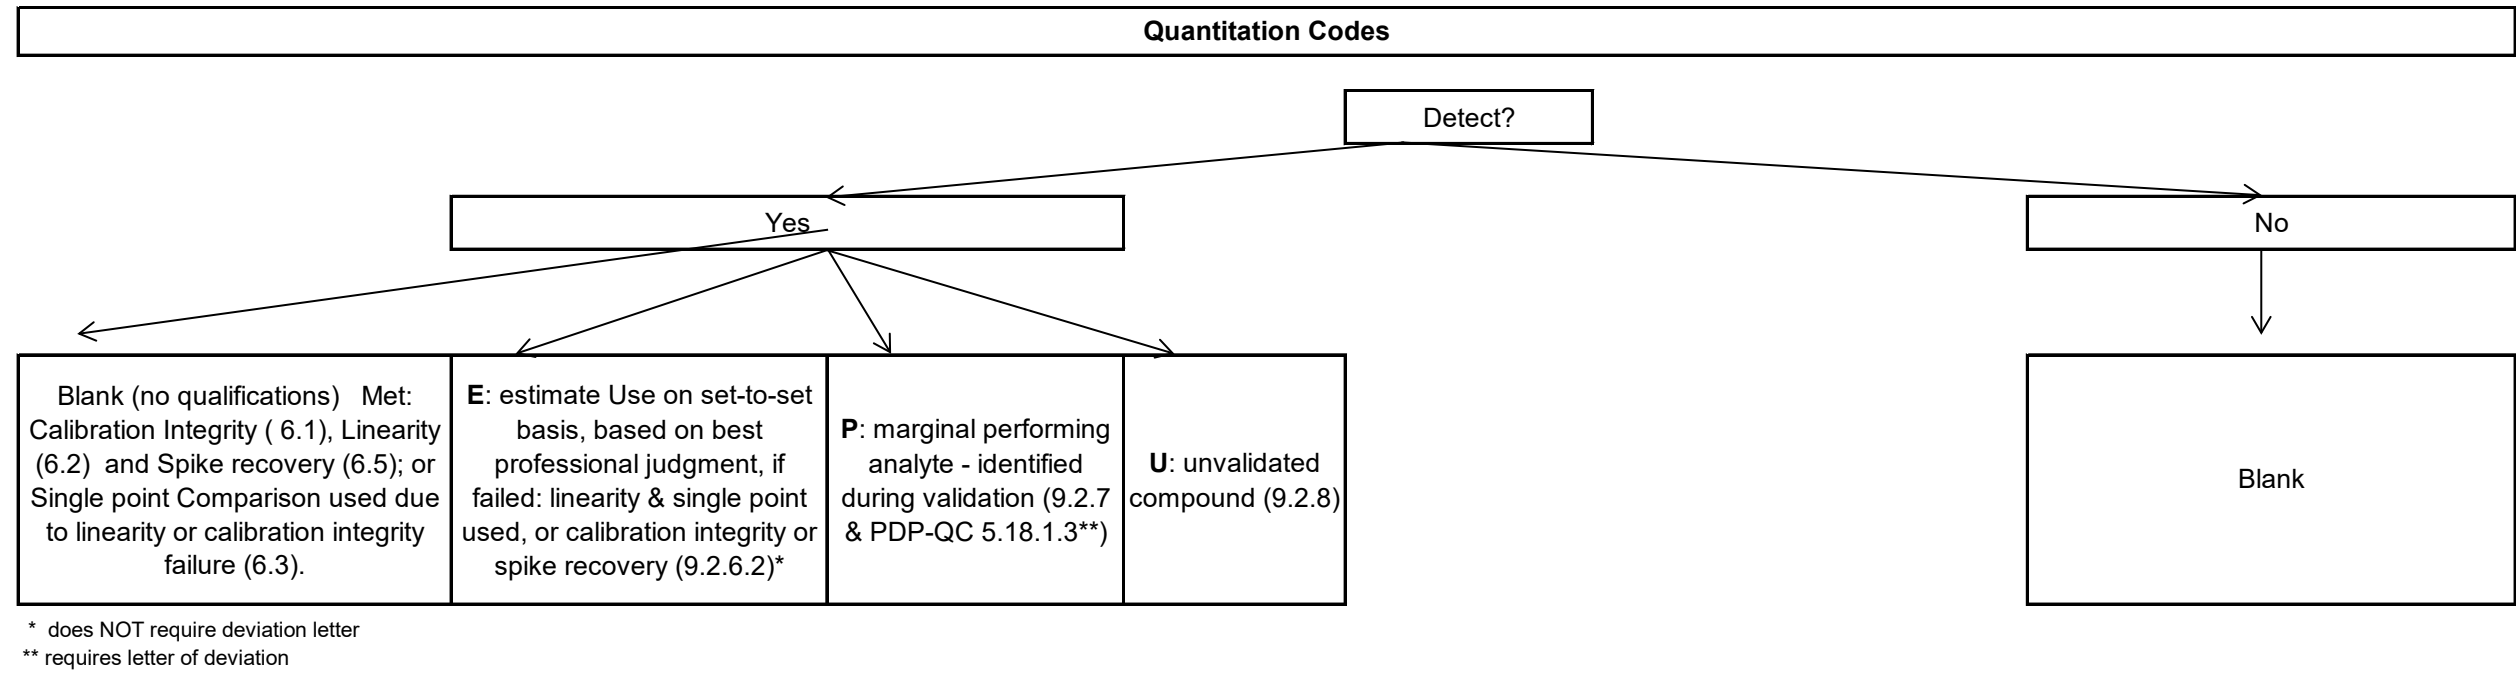 Quantitation Codes
Detect?
Yes
No
Blank (no qualifications)   Met:
Calibration Integrity ( 6.1), Linearity
(6.2)  and Spike recovery (6.5); or
Single point Comparison used due
to linearity or calibration integrity
failure (6.3).
E: estimate Use on set-to-set
basis, based on best
professional judgment, if
failed: linearity & single point
used, or calibration integrity or
spike recovery (9.2.6.2)*
P: marginal performing
analyte - identified
during validation (9.2.7
& PDP-QC 5.18.1.3**)
U: unvalidated
compound (9.2.8)
Blank
*  does NOT require deviation letter
** requires letter of deviation